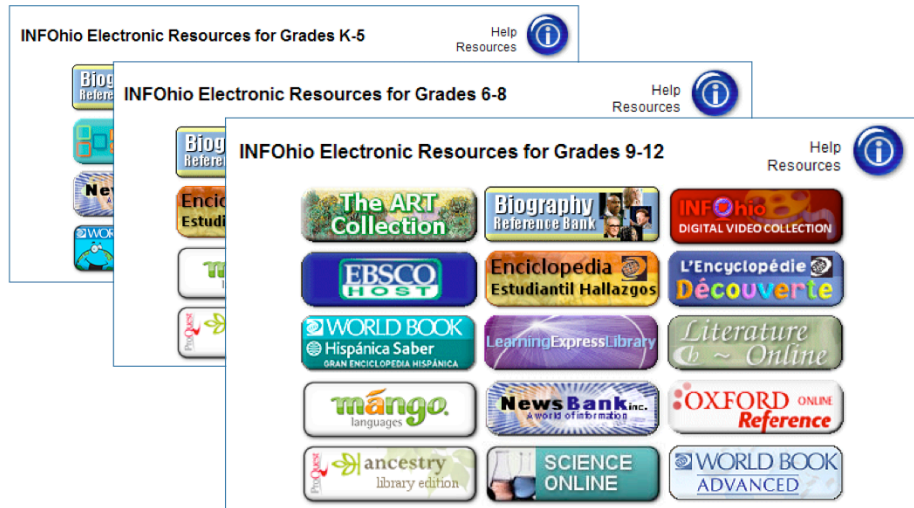 INFOhio Electronic Resources for Grades K-5
Help
Resources
INFOhio Electronic Resources for Grades 6-8
Help
Resources
INFOhio Electronic Resources for Grades 9-12
Help
Resources
The ART
Collection
Biography
Reference Bank
INFOhio
DIGITAL VIDEO COLLECTION
EBSCO
HOST
Enciclopedia
Estudiantil Hallazgos
L'Encyclopédie
Découverte
WORLD BOOK
Hispánica Saber
GRAN ENCICLOPEDIA HISPÁNICA
LearningExpressLibrary
Literature
Online
mango
languages
NewsBank inc.
A world of information
OXFORD ONLINE
Reference
ProQuest
ancestry
library edition
SCIENCE
ONLINE
WORLD BOOK
ADVANCED